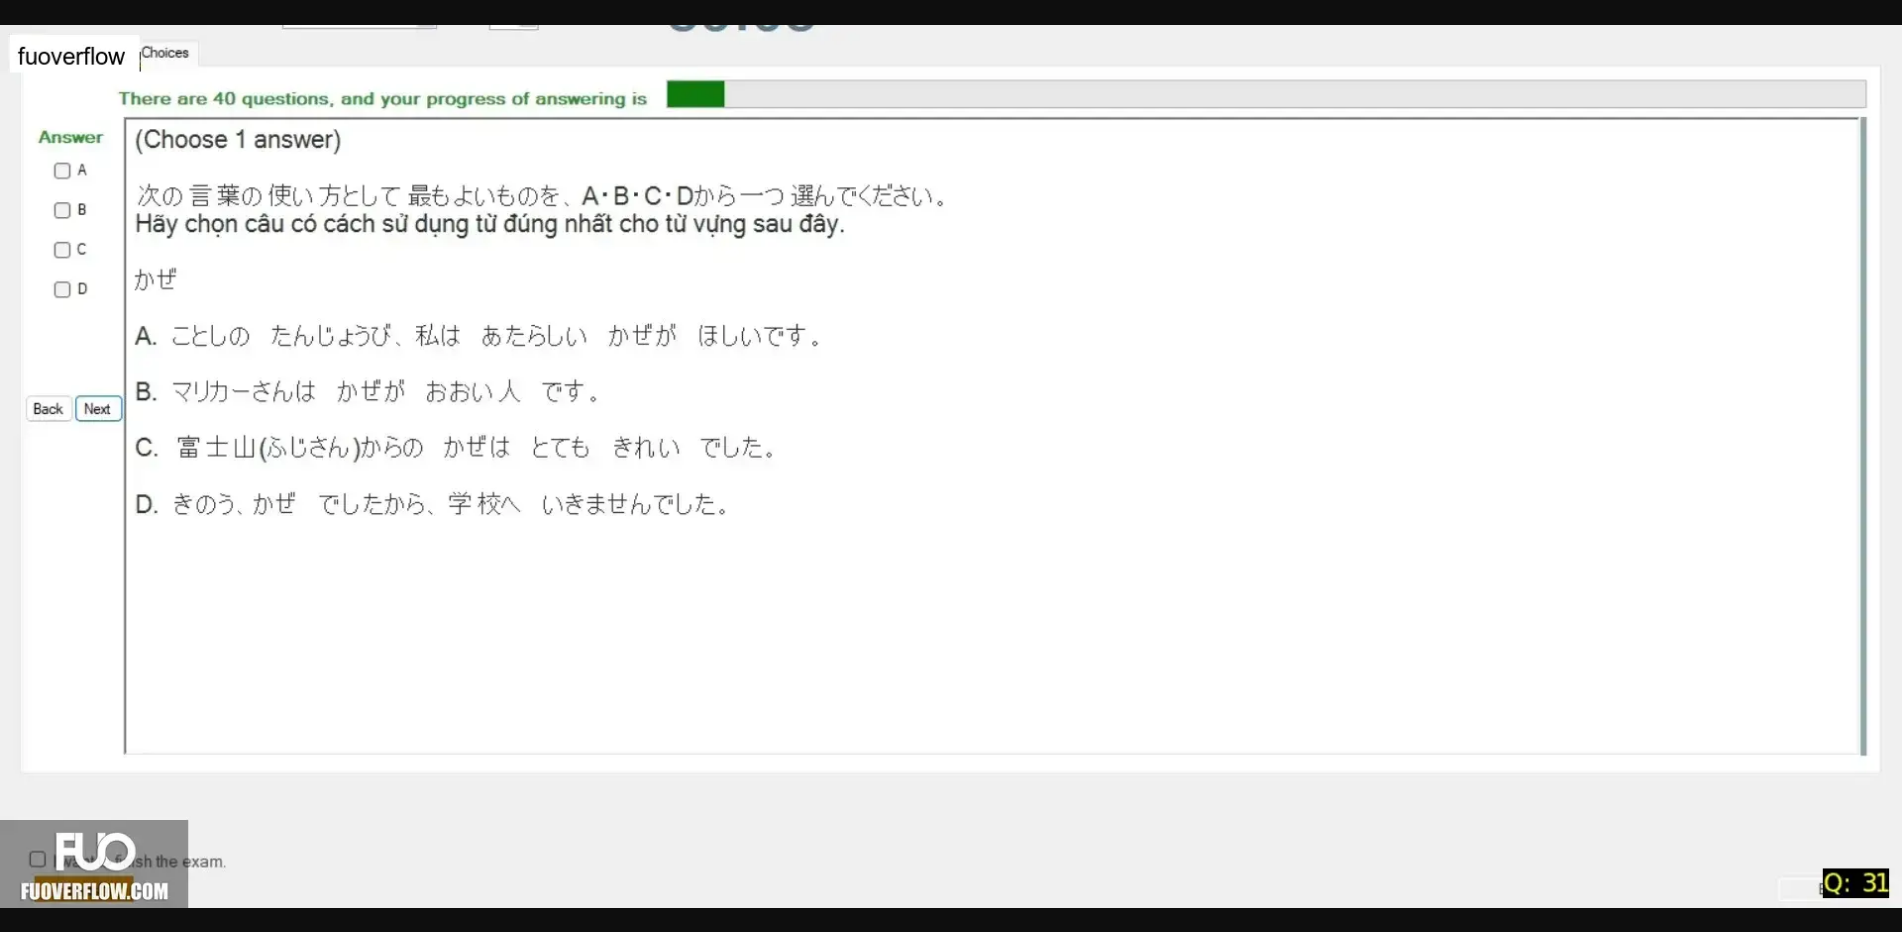 fuoverflow
Choices
There are 40 questions, and your progress of answering is
Answer
(Choose 1 answer)
A
次の言葉の使い方として最もよいものを、A・B・C・Dから一つ選んでください。
B
Hãy chọn câu có cách sử dụng từ đúng nhất cho từ vựng sau đây.
C
かぜ
D
A. ことしの たんじょうび、私は あたらしい かぜが ほしいです。
B. マリカーさんは かぜが おおい人 です。
Back Next
C. 富士山(ふじさん)からの かぜは とても きれい でした。
D. きのう、かぜ でしたから、学校へ いきませんでした。
FUO
the exam.
FUOVERFLOW.COM
Q: 31